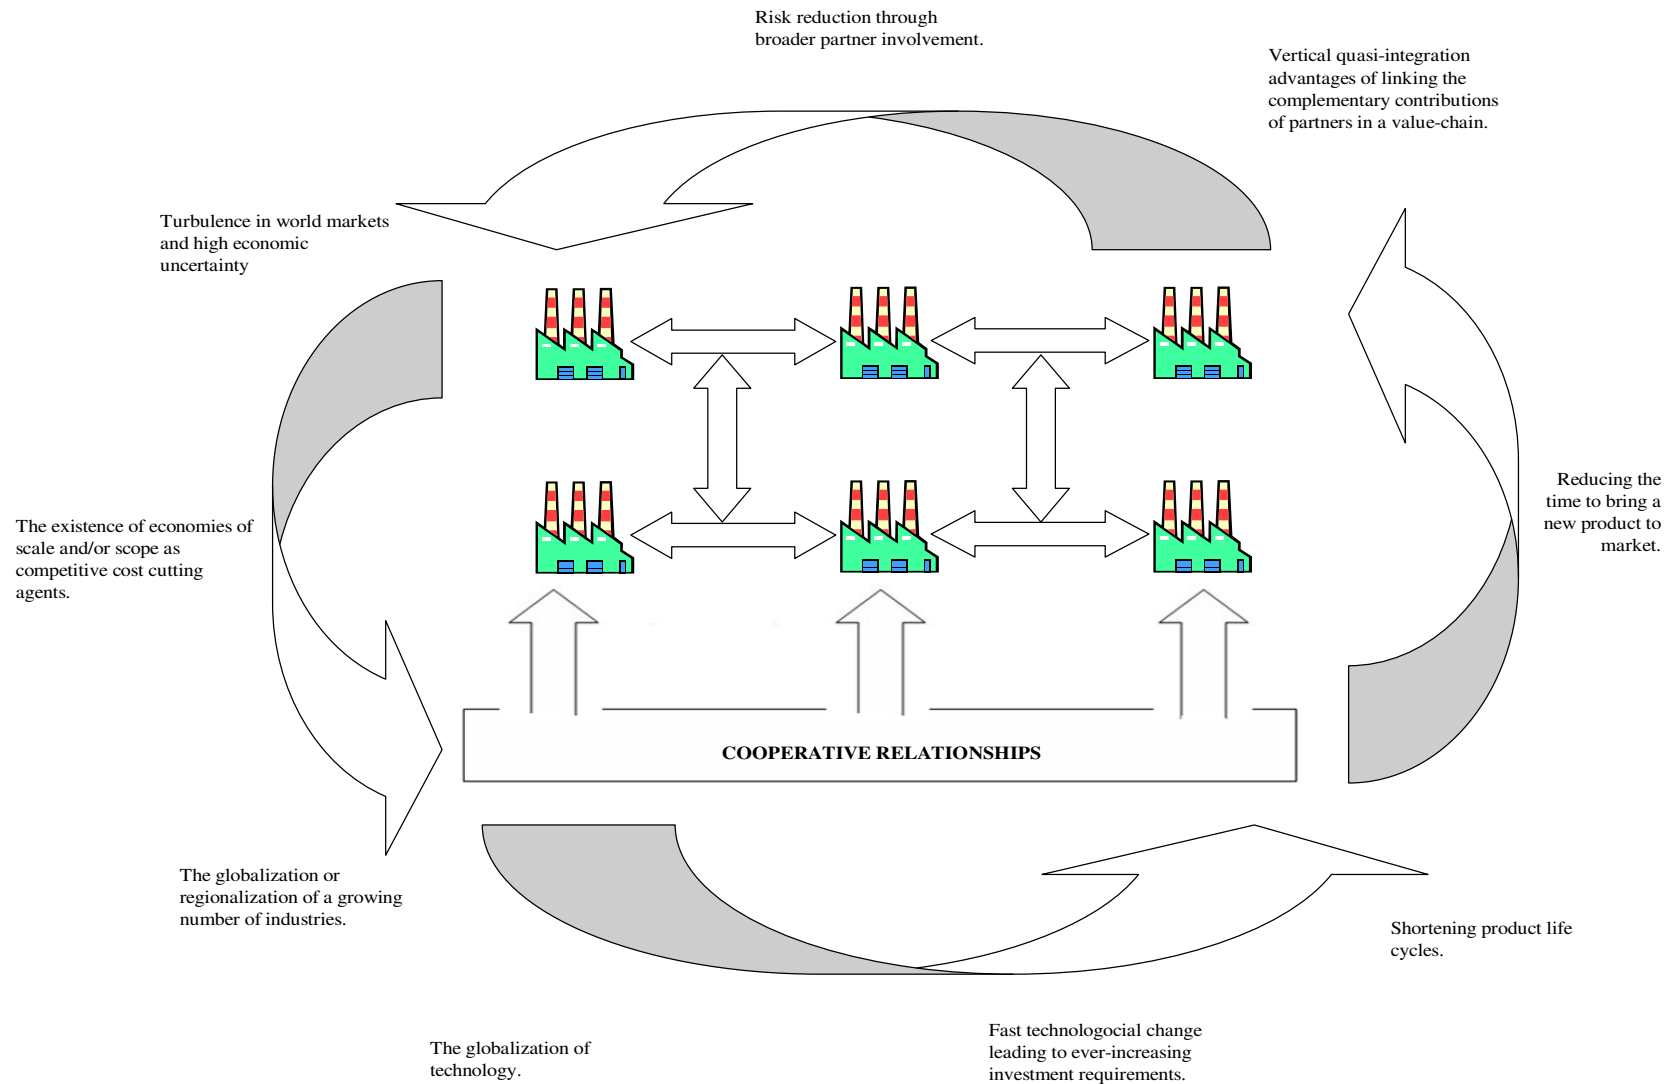 Risk reduction through
broader partner involvement.
Vertical quasi-integration
advantages of linking the
complementary contributions
of partners in a value-chain.
Turbulence in world markets
and high economic
uncertainty
Reducing the
time to bring a
new product to
market.
The existence of economies of
scale and/or scope as
competitive cost cutting
agents.
COOPERATIVE RELATIONSHIPS
The globalization or
regionalization of a growing
number of industries.
Shortening product life
cycles.
The globalization of
technology.
Fast technologocial change
leading to ever-increasing
investment requirements.